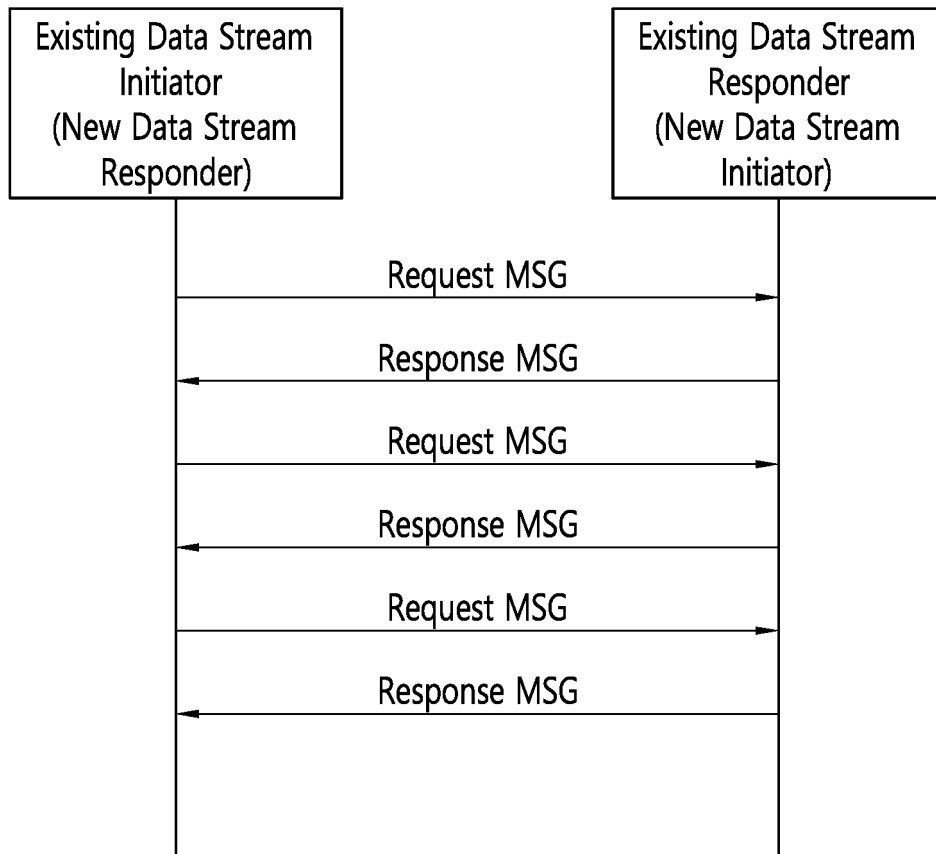 Existing Data Stream
Initiator
(New Data Stream
Responder)
Existing Data Stream
Responder
(New Data Stream
Initiator)
Request MSG
Response MSG
Request MSG
Response MSG
Request MSG
Response MSG